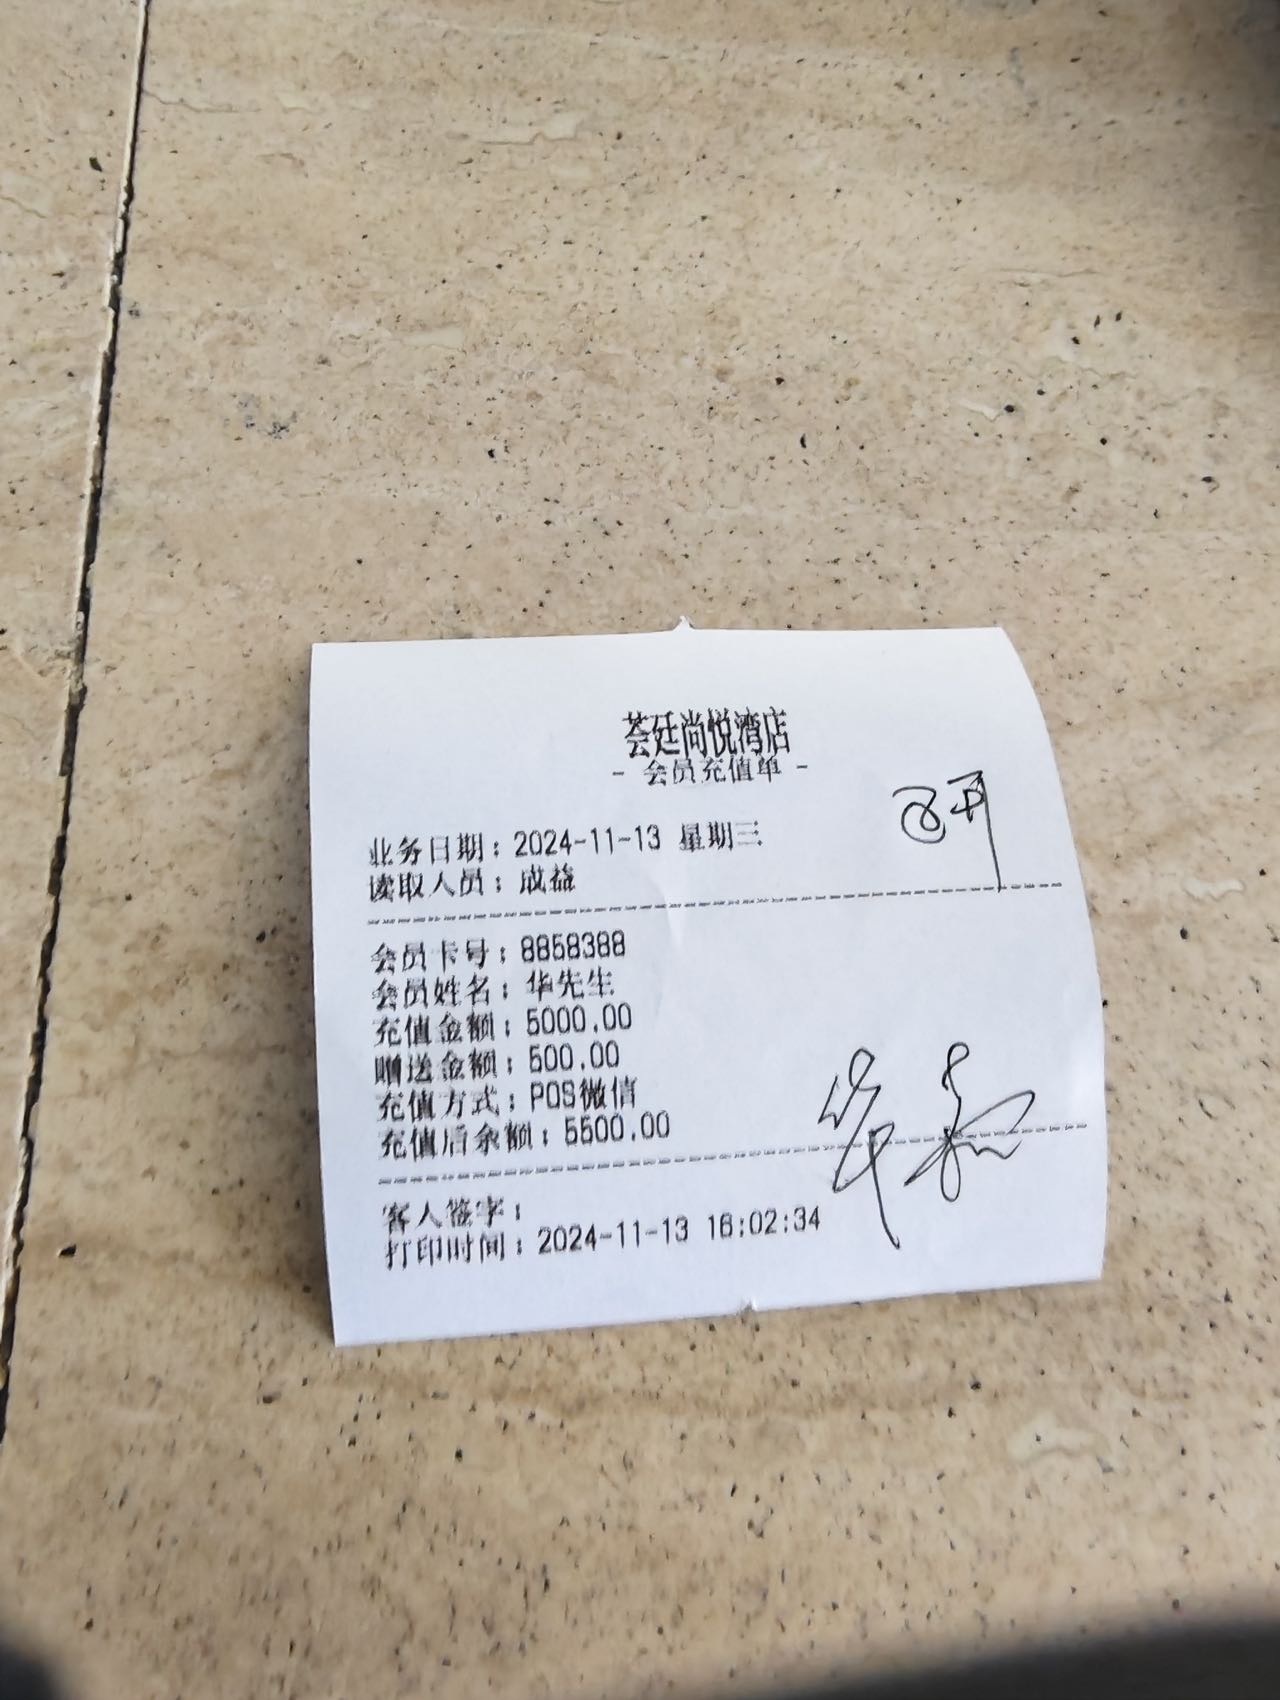 荟廷尚悦湾店
- 会员充值单 -
业务日期：2024-11-13 星期三
读取人员：成益
会员卡号：8858388
会员姓名：华先生
充值金额：5000.00
赠送金额：500.00
充值方式：POS微信
充值后余额：5500.00
客人签字：
打印时间：2024-11-13 16:02:34